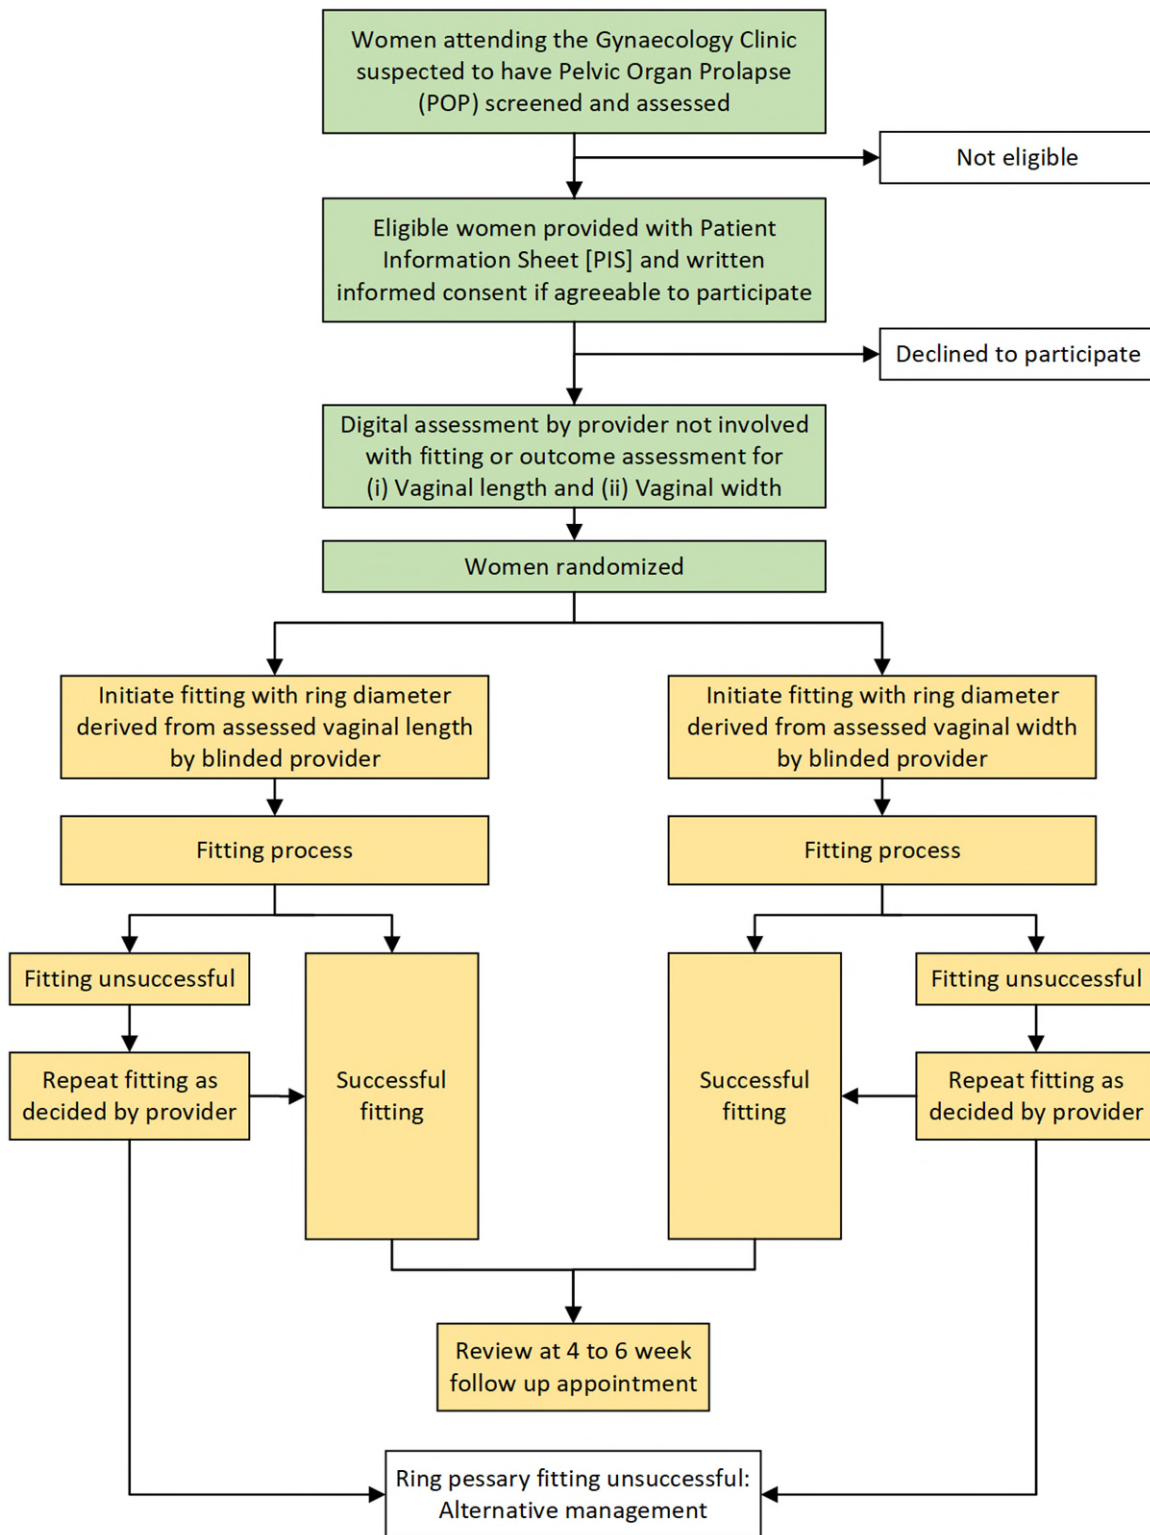 Women attending the Gynaecology Clinic
suspected to have Pelvic Organ Prolapse
(POP) screened and assessed
Not eligible
Eligible women provided with Patient
Information Sheet [PIS] and written
informed consent if agreeable to participate
Declined to participate
Digital assessment by provider not involved
with fitting or outcome assessment for
(i) Vaginal length and (ii) Vaginal width
Women randomized
Initiate fitting with ring diameter
derived from assessed vaginal length
by blinded provider
Initiate fitting with ring diameter
derived from assessed vaginal width
by blinded provider
Fitting process
Fitting process
Fitting unsuccessful
Repeat fitting as
decided by provider
Successful
fitting
Successful
fitting
Fitting unsuccessful
Repeat fitting as
decided by provider
Review at 4 to 6 week
follow up appointment
Ring pessary fitting unsuccessful:
Alternative management